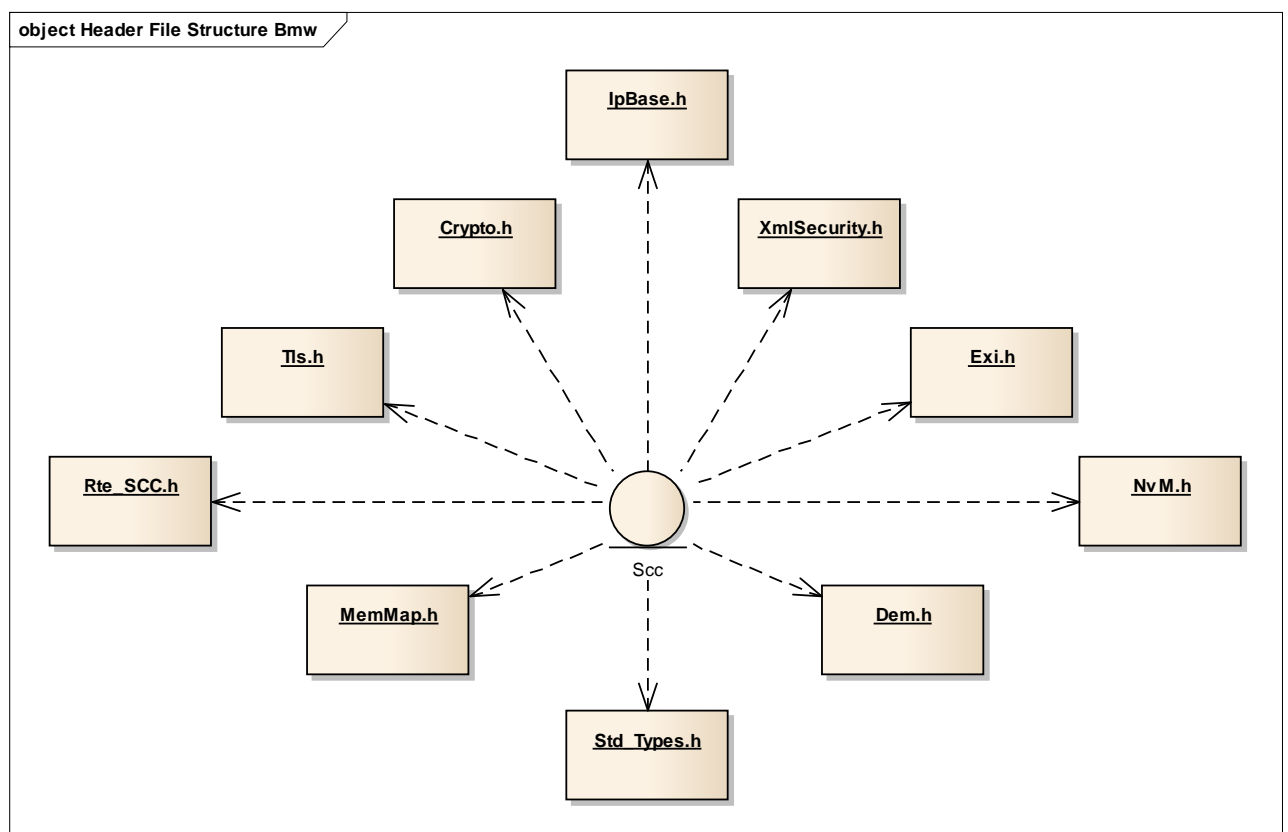 object Header File Structure Bmw
IpBase.h
Crypto.h
XmlSecurity.h
Tls.h
Exi.h
Rte_SCC.h
NvM.h
Scc
MemMap.h
Dem.h
Std_Types.h